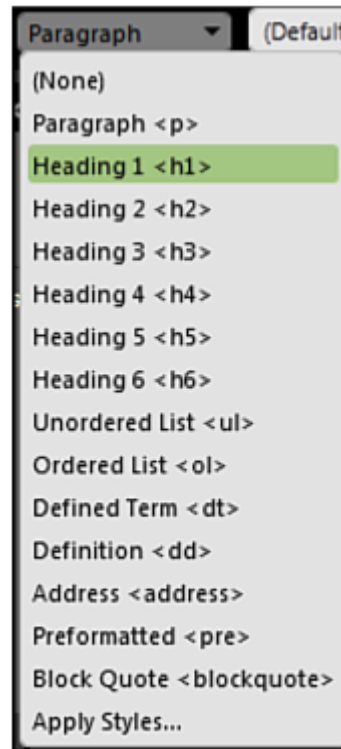 Paragraph (Default
(None)
Paragraph <p>
Heading 1 <h1>
Heading 2 <h2>
Heading 3 <h3>
Heading 4 <h4>
Heading 5 <h5>
Heading 6 <h6>
Unordered List <ul>
Ordered List <ol>
Defined Term <dt>
Definition <dd>
Address <address>
Preformatted <pre>
Block Quote <blockquote>
Apply Styles...